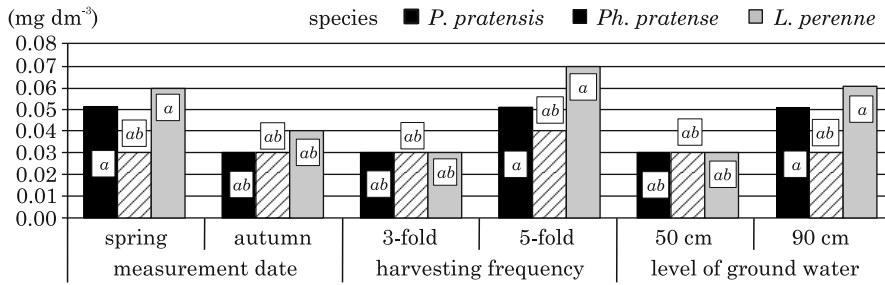 (mg dm⁻³) species P. pratensis Ph. pratense L. perenne
0.08
0.07
0.06
0.05
0.04
0.03
0.02
0.01
0.00
a ab a
ab ab ab
ab ab ab
a ab a
ab ab ab
a ab a
spring autumn 3-fold 5-fold 50 cm 90 cm
measurement date harvesting frequency level of ground water